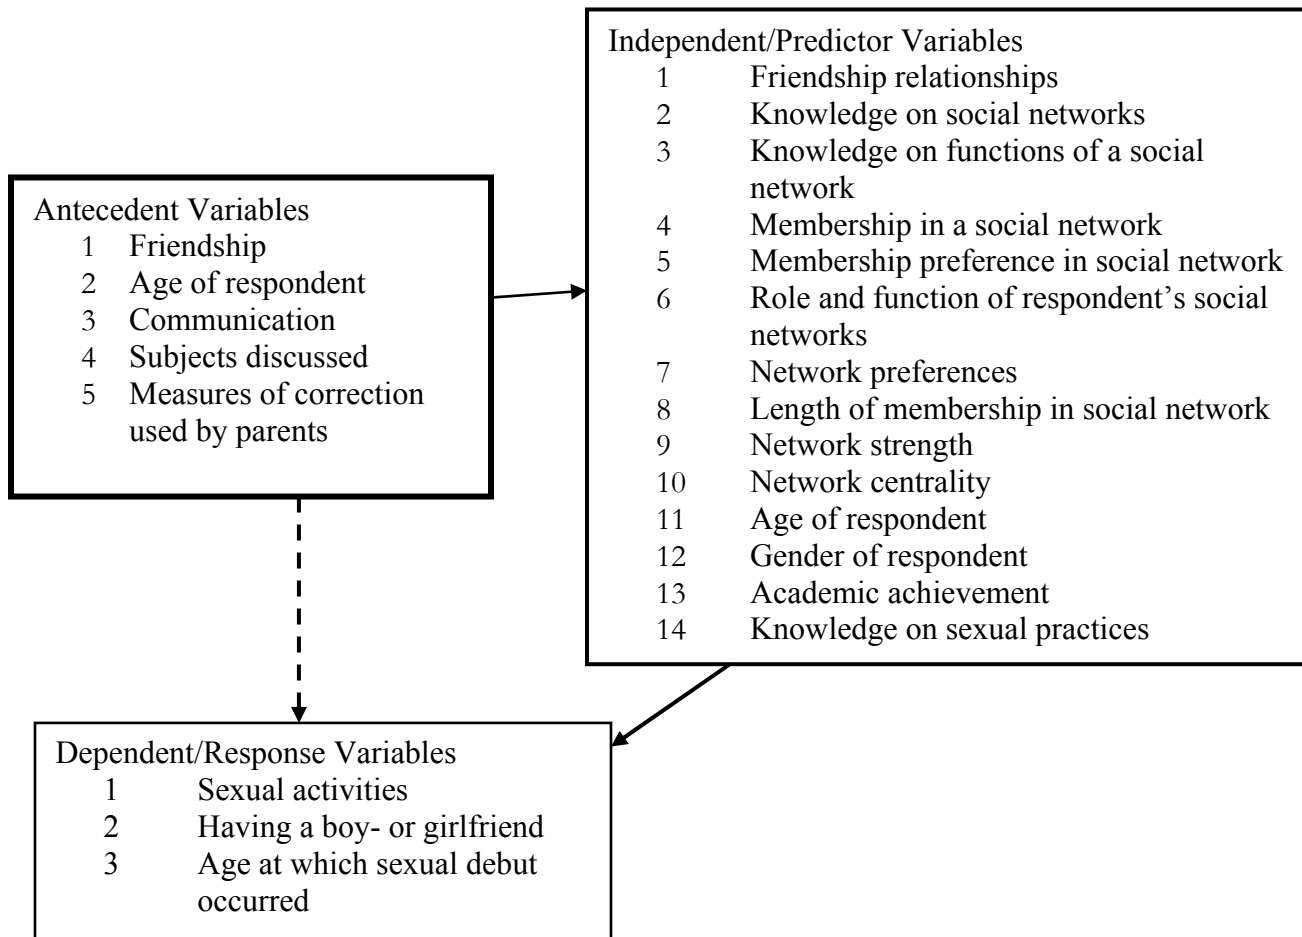 Independent/Predictor Variables
1 Friendship relationships
2 Knowledge on social networks
3 Knowledge on functions of a social
network
4 Membership in a social network
5 Membership preference in social network
6 Role and function of respondent’s social
networks
7 Network preferences
8 Length of membership in social network
9 Network strength
10 Network centrality
11 Age of respondent
12 Gender of respondent
13 Academic achievement
14 Knowledge on sexual practices
Antecedent Variables
1 Friendship
2 Age of respondent
3 Communication
4 Subjects discussed
5 Measures of correction
used by parents
Dependent/Response Variables
1 Sexual activities
2 Having a boy- or girlfriend
3 Age at which sexual debut
occurred